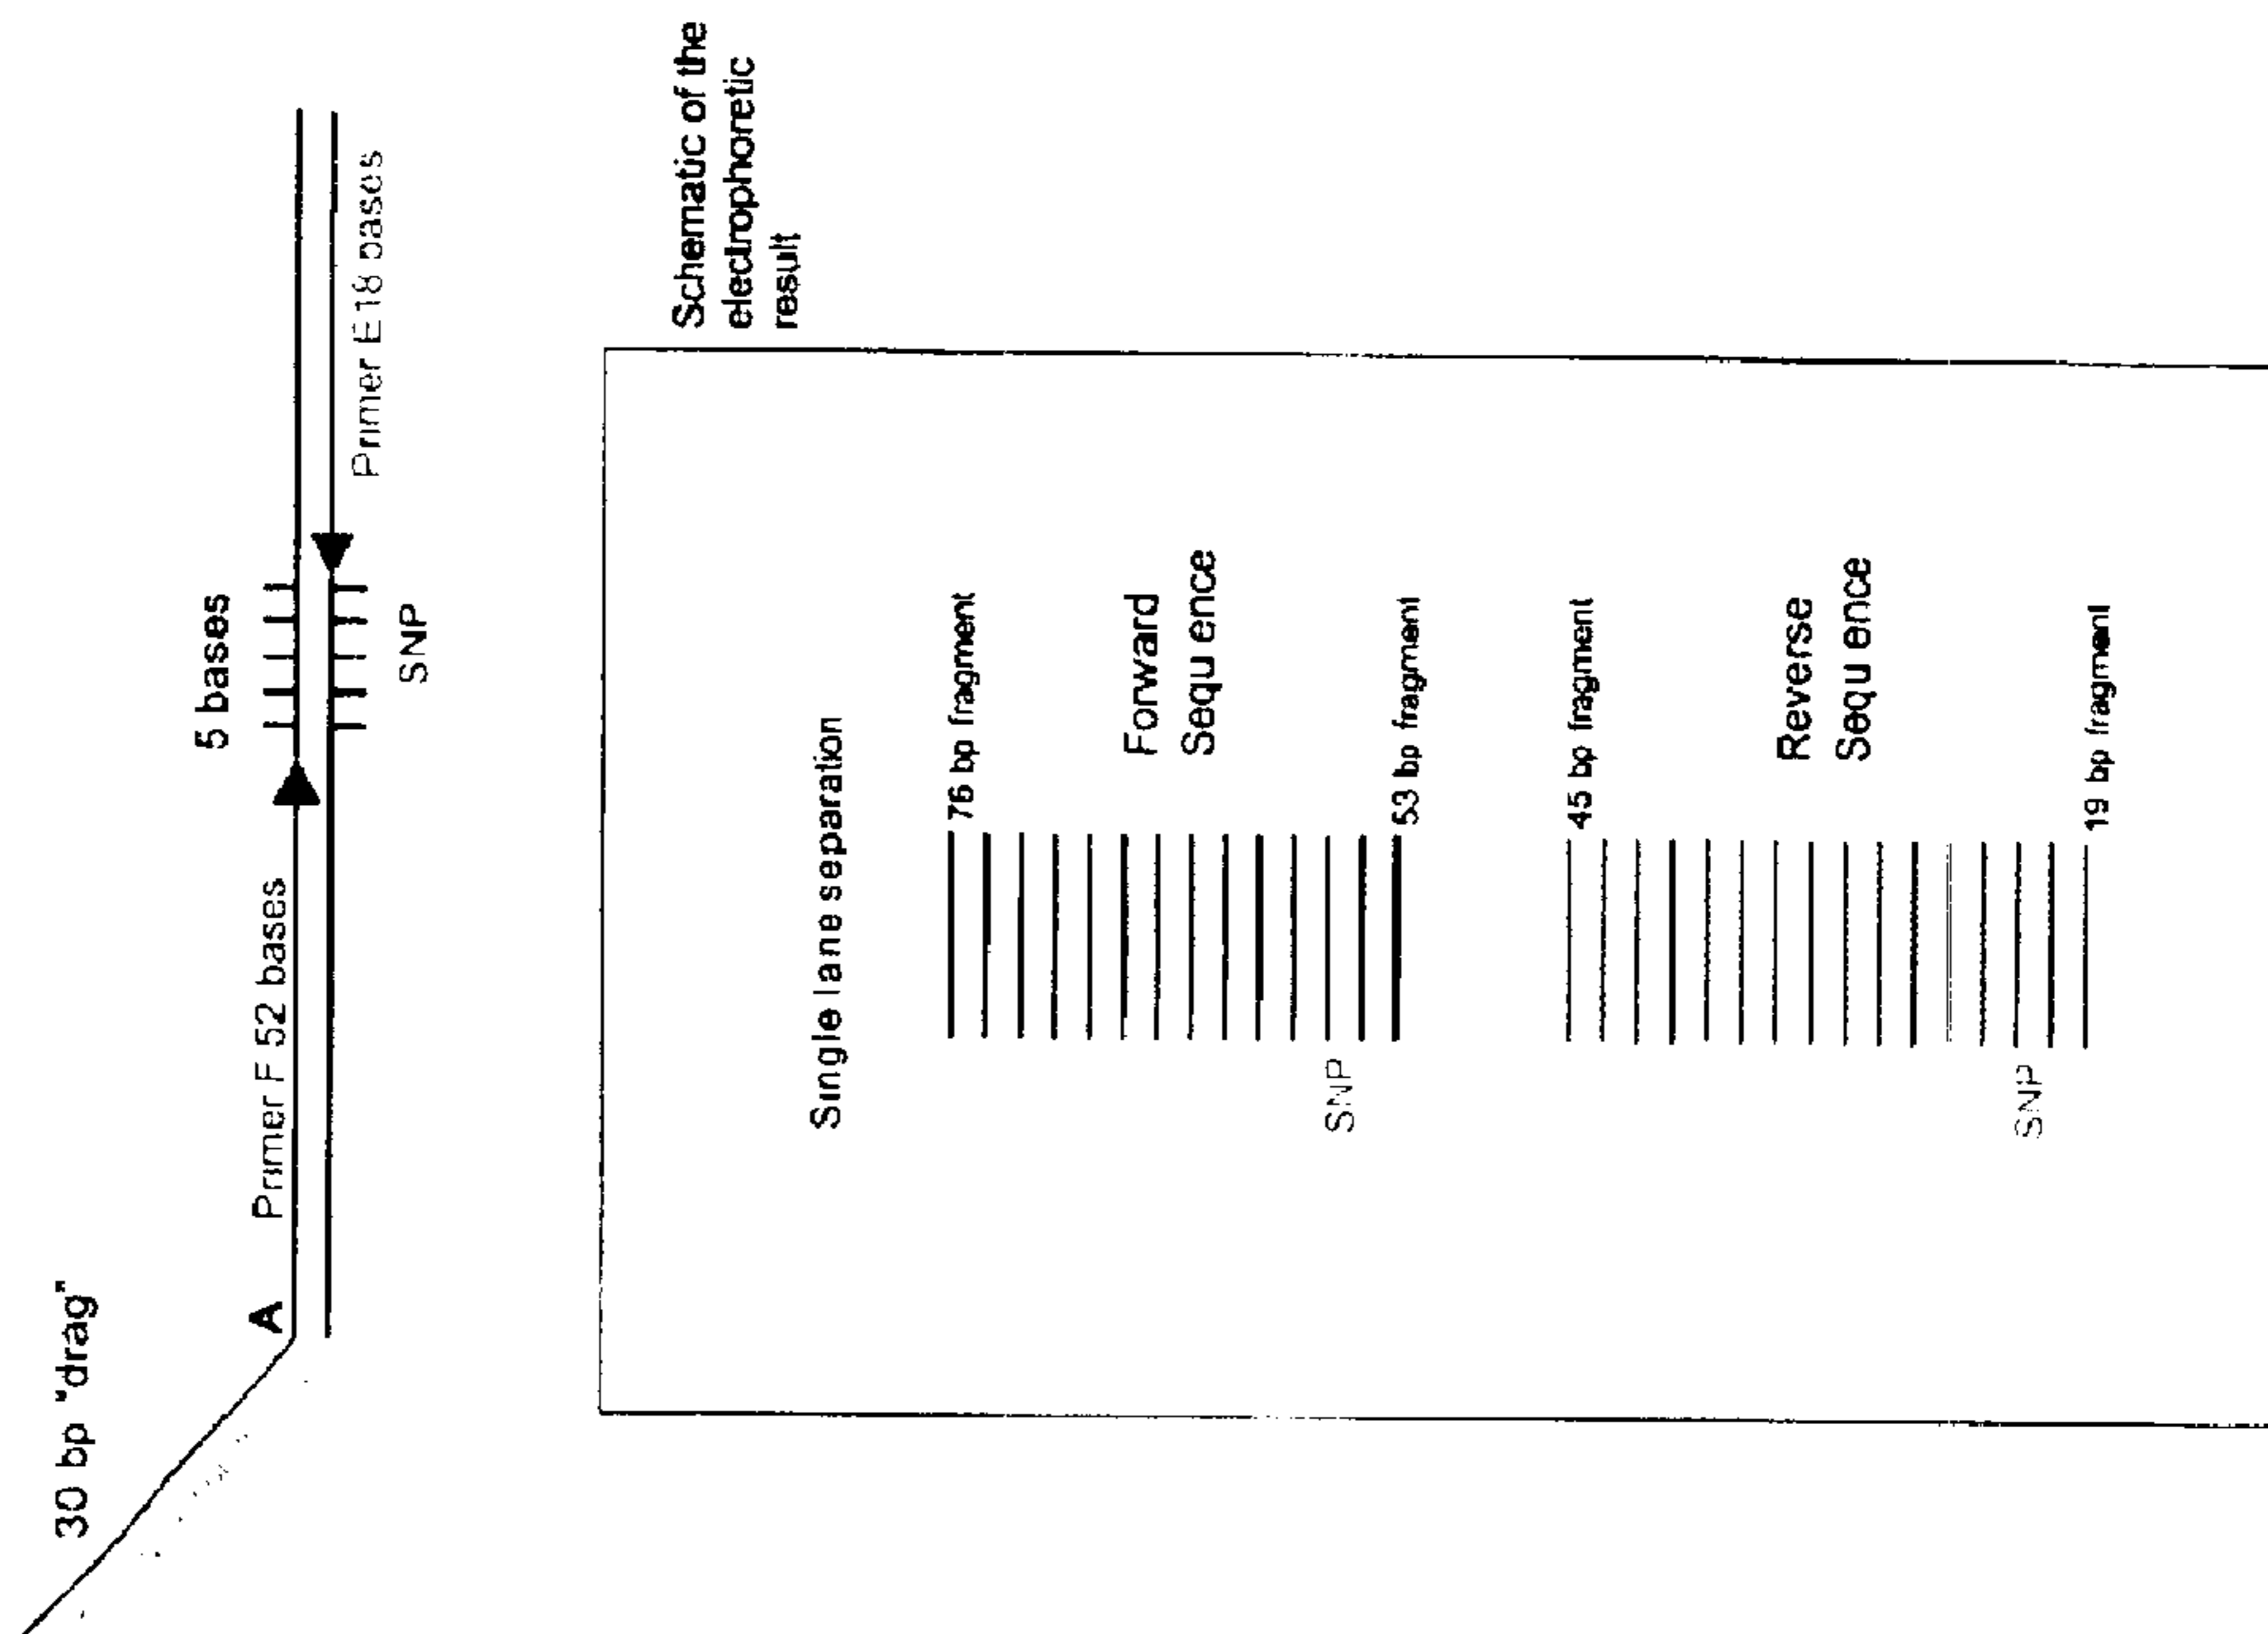 30 bp "drag"
A
Primer F 52 bases
5 bases
Primer E18 bases
SNP
Schematic of the
electrophoretic
result
Single lane separation
76 bp fragment
Forward
Sequ ence
SNP
53 bp fragment
45 bp fragment
Reverse
Sequ ence
SNP
19 bp fragment